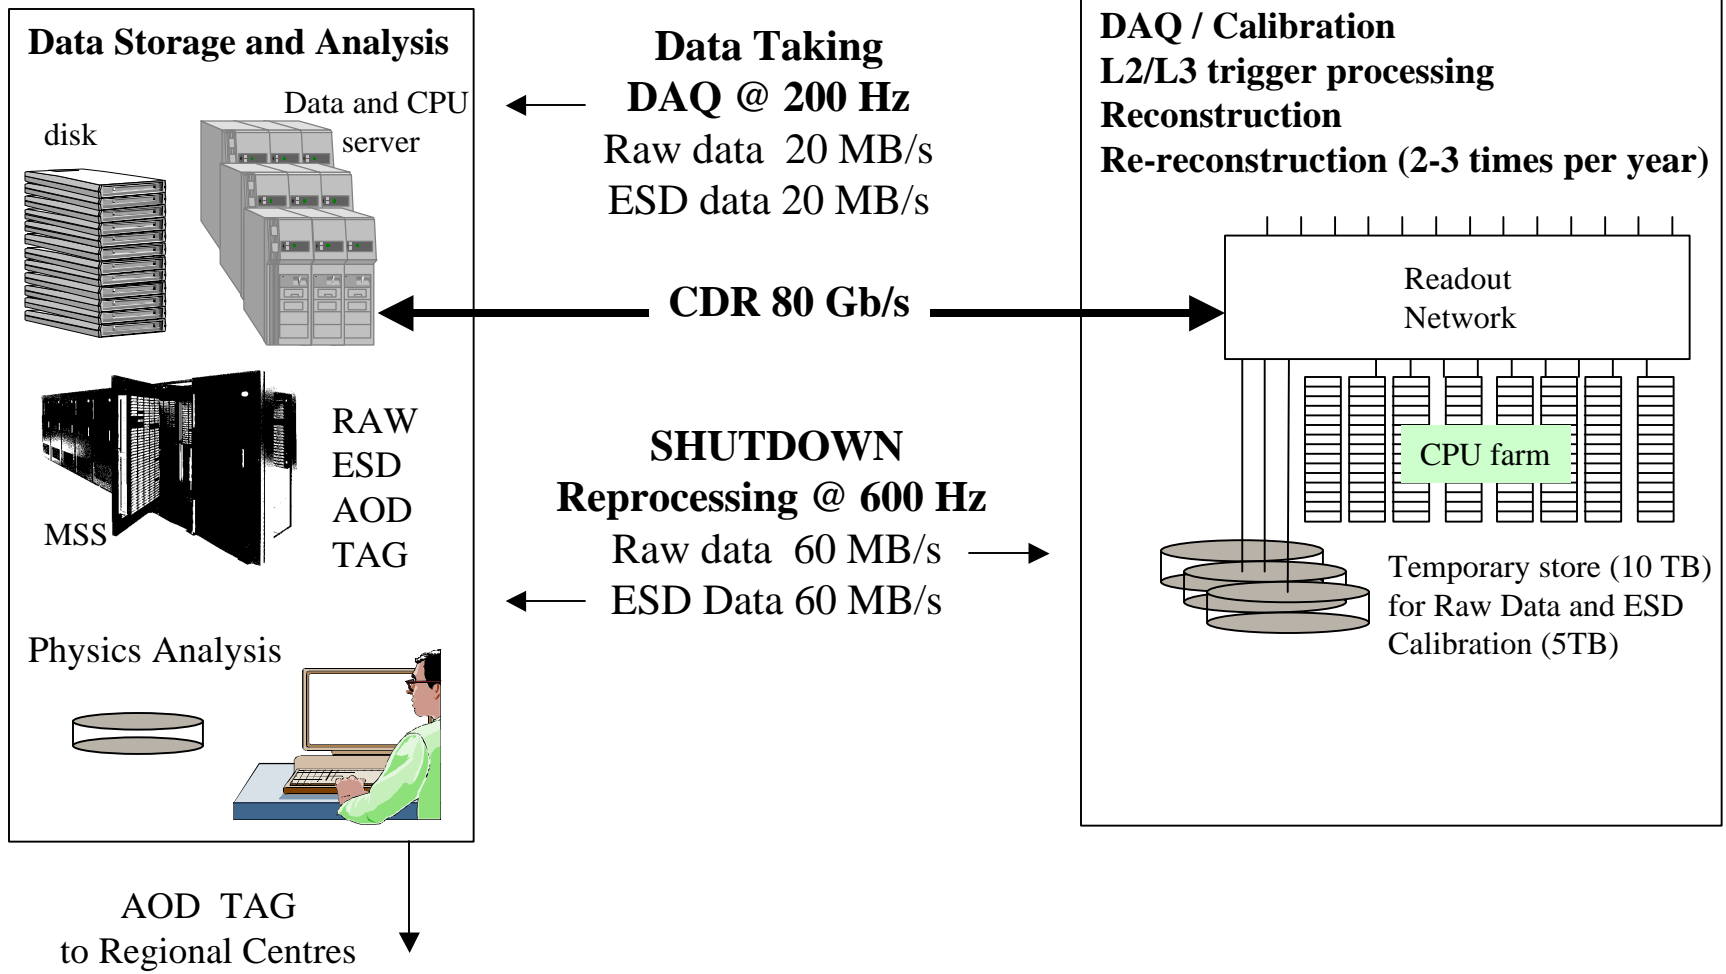 Data Storage and Analysis
Data and CPU
server
disk
RAW
ESD
AOD
TAG
MSS
Physics Analysis
AOD TAG
to Regional Centres
Data Taking
DAQ @ 200 Hz
Raw data 20 MB/s
ESD data 20 MB/s
CDR 80 Gb/s
SHUTDOWN
Reprocessing @ 600 Hz
Raw data 60 MB/s
ESD Data 60 MB/s
DAQ / Calibration
L2/L3 trigger processing
Reconstruction
Re-reconstruction (2-3 times per year)
Readout
Network
CPU farm
Temporary store (10 TB)
for Raw Data and ESD
Calibration (5TB)